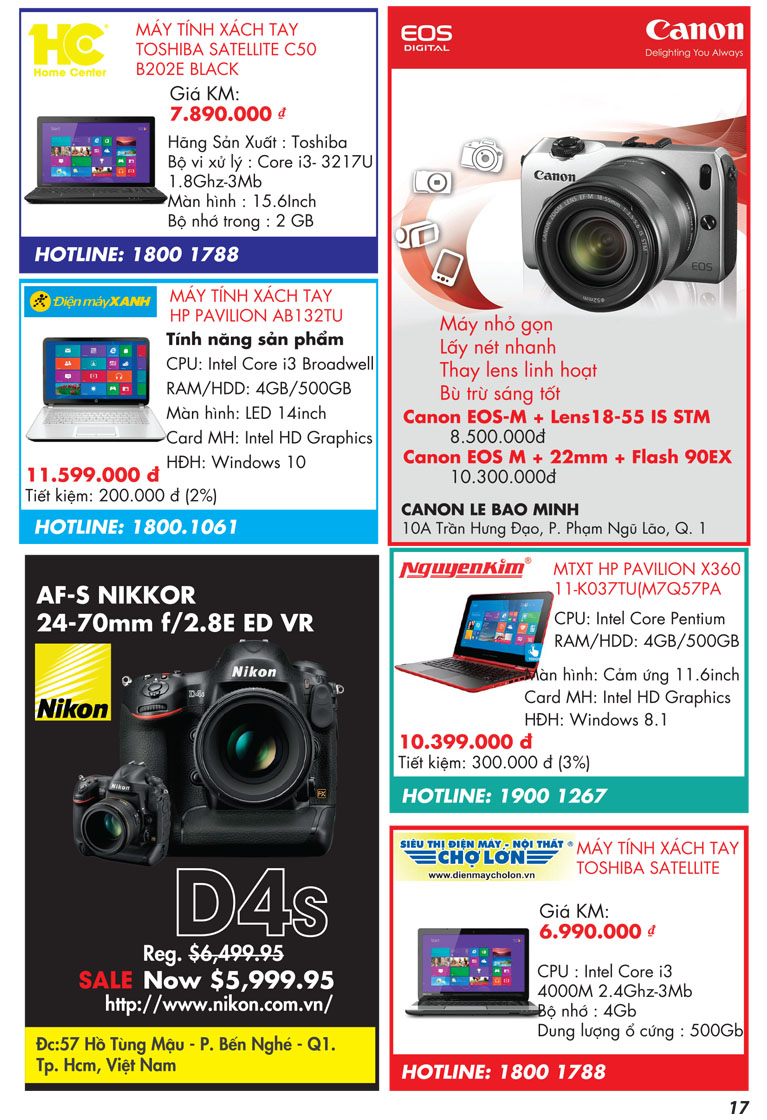 HC
Home Center
MÁY TÍNH XÁCH TAY
TOSHIBA SATELLITE C50
B202E BLACK
Giá KM:
7.890.000 đ
Hãng Sản Xuất : Toshiba
Bộ vi xử lý : Core i3- 3217U
1.8Ghz-3Mb
Màn hình : 15.6Inch
Bộ nhớ trong : 2 GB
HOTLINE: 1800 1788
Điện máy XANH
MÁY TÍNH XÁCH TAY
HP PAVILION AB132TU
Tính năng sản phẩm
CPU: Intel Core i3 Broadwell
RAM/HDD: 4GB/500GB
Màn hình: LED 14inch
Card MH: Intel HD Graphics
HĐH: Windows 10
11.599.000 đ
Tiết kiệm: 200.000 đ (2%)
HOTLINE: 1800.1061
AF-S NIKKOR
24-70mm f/2.8E ED VR
Nikon
Nikon
D4s
FX
Nikon
D4s
Reg. $6,499.95
SALE Now $5,999.95
http://www.nikon.com.vn/
Đc:57 Hồ Tùng Mậu - P. Bến Nghé - Q1.
Tp. Hcm, Việt Nam
EOS
DIGITAL
Canon
Delighting You Always
Canon
EOS
Máy nhỏ gọn
Lấy nét nhanh
Thay lens linh hoạt
Bù trừ sáng tốt
Canon EOS-M + Lens18-55 IS STM
8.500.000đ
Canon EOS M + 22mm + Flash 90EX
10.300.000đ
CANON LE BAO MINH
10A Trần Hưng Đạo, P. Phạm Ngũ Lão, Q. 1
NguyenKim®
MTXT HP PAVILION X360
11-K037TU(M7Q57PA
CPU: Intel Core Pentium
RAM/HDD: 4GB/500GB
Màn hình: Cảm ứng 11.6inch
Card MH: Intel HD Graphics
HĐH: Windows 8.1
10.399.000 đ
Tiết kiệm: 300.000 đ (3%)
HOTLINE: 1900 1267
SIÊU THỊ ĐIỆN MÁY - NỘI THẤT ®
CHỢ LỚN
www.dienmaycholon.vn
MÁY TÍNH XÁCH TAY
TOSHIBA SATELLITE
Giá KM:
6.990.000 đ
CPU : Intel Core i3
4000M 2.4Ghz-3Mb
Bộ nhớ : 4Gb
Dung lượng ổ cứng : 500Gb
HOTLINE: 1800 1788
17